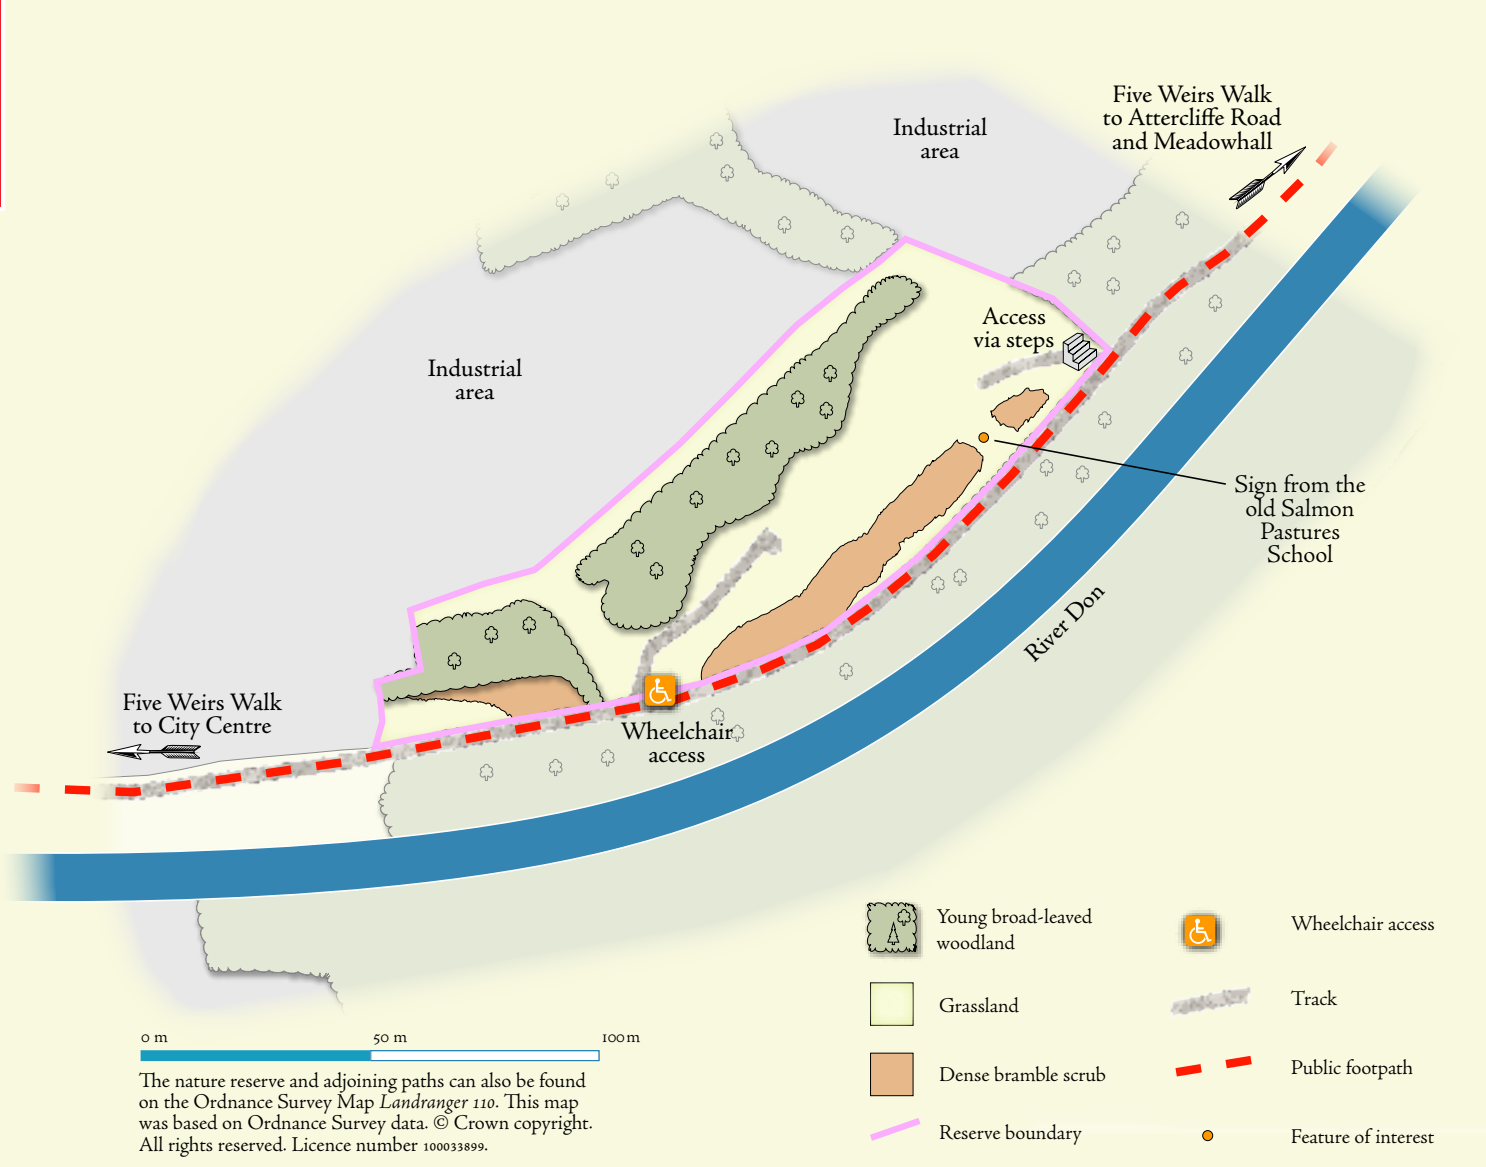 Five Weirs Walk
to Attercliffe Road
and Meadowhall
Industrial
area
Access
via steps
Industrial
area
Sign from the
old Salmon
Pastures
School
River Don
Five Weirs Walk
to City Centre
Wheelchair
access
Young broad-leaved
woodland
Wheelchair access
Grassland
Track
Dense bramble scrub
Public footpath
Reserve boundary
Feature of interest
0 m 50 m 100m
The nature reserve and adjoining paths can also be found
on the Ordnance Survey Map Landranger 110. This map
was based on Ordnance Survey data. © Crown copyright.
All rights reserved. Licence number 100033899.